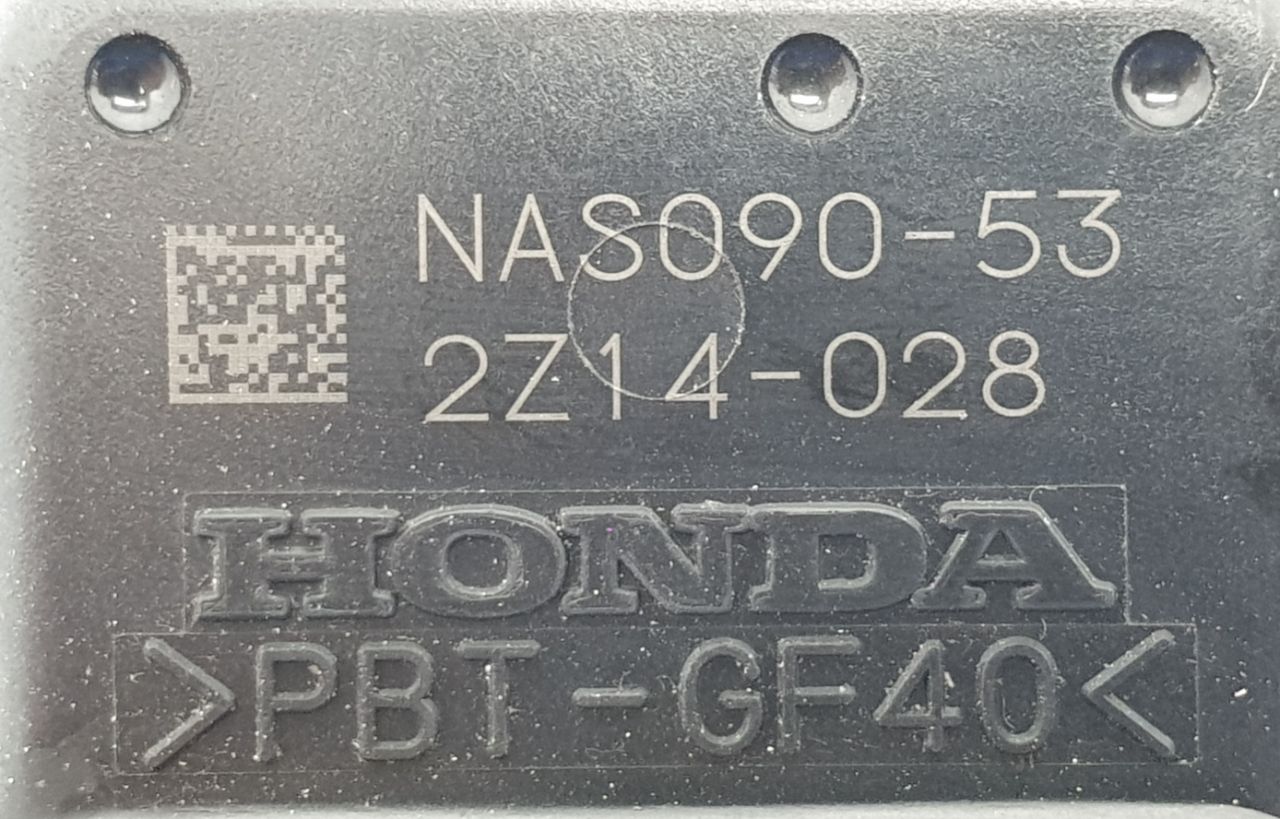 NAS090-53
2Z14-028
HONDA
>PBT-GF40<